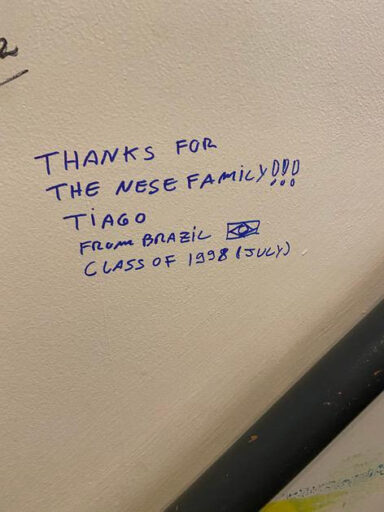 THANKS FOR
THE NESE FAMILY!!!
TIAGO
FROM BRAZIL
CLASS OF 1998 (JULY)